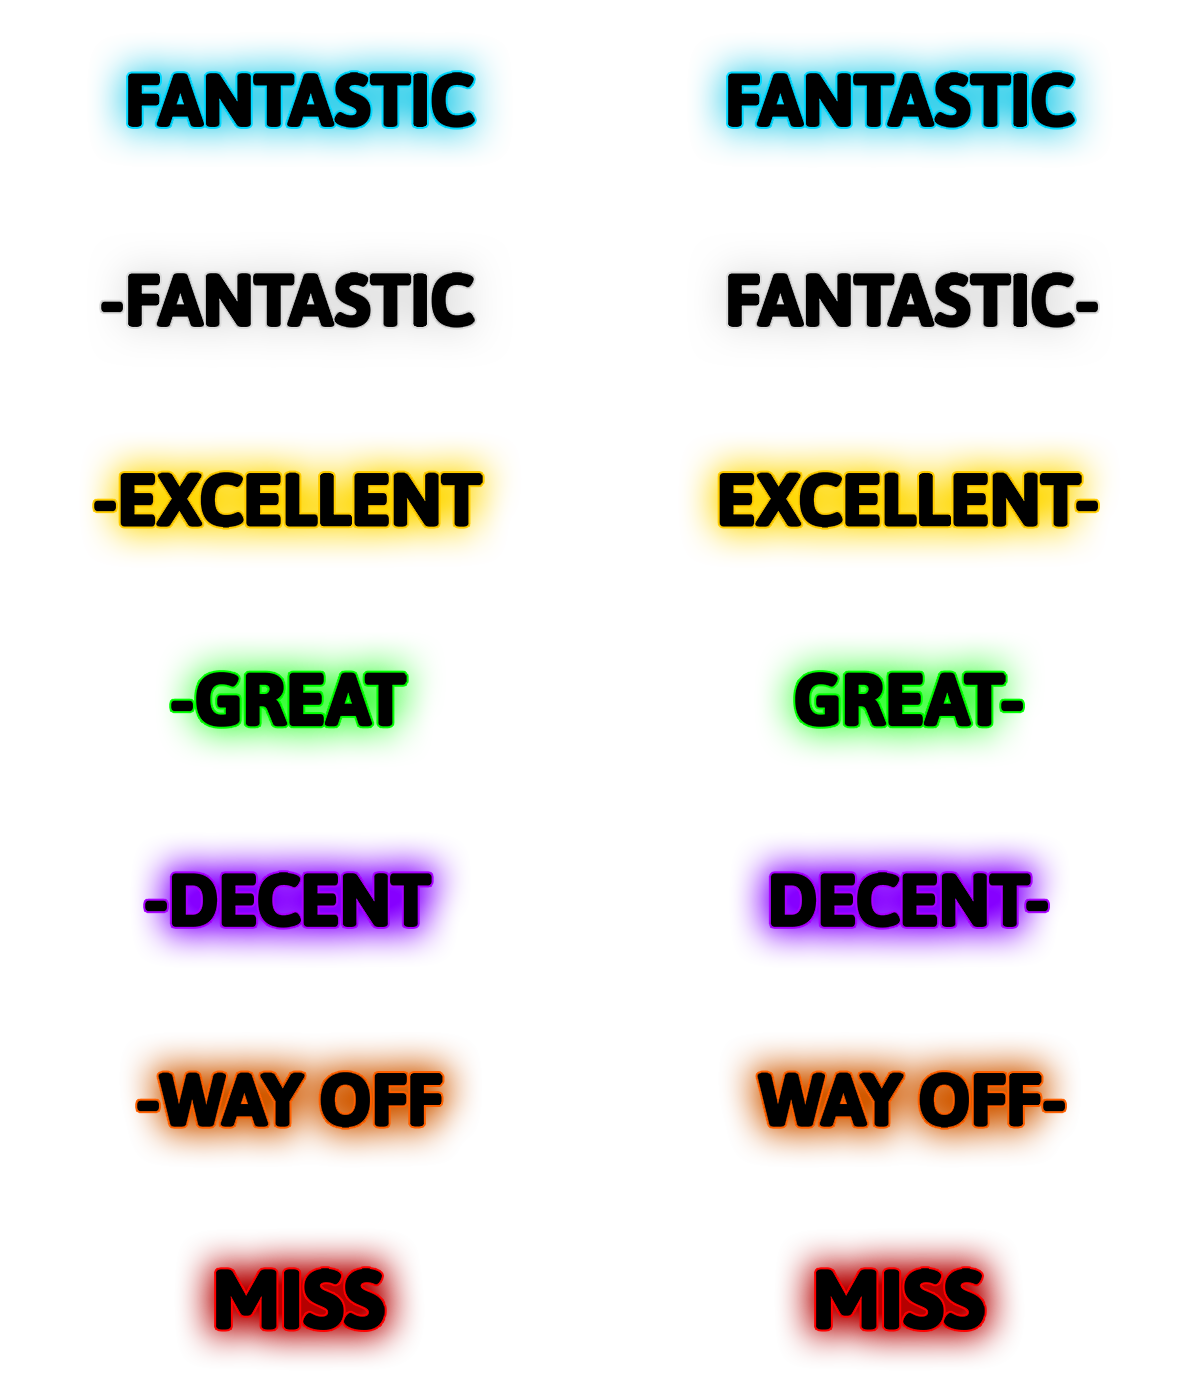 FANTASTIC FANTASTIC
-FANTASTIC FANTASTIC-
-EXCELLENT EXCELLENT-
-GREAT GREAT-
-DECENT DECENT-
-WAY OFF WAY OFF-
MISS MISS